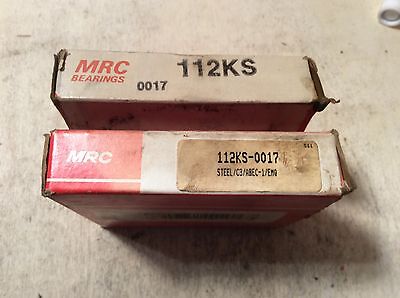 MRC
BEARINGS
0017
112KS
MRC
112KS-0017
STEEL/C3/ABEC-1/EMQ